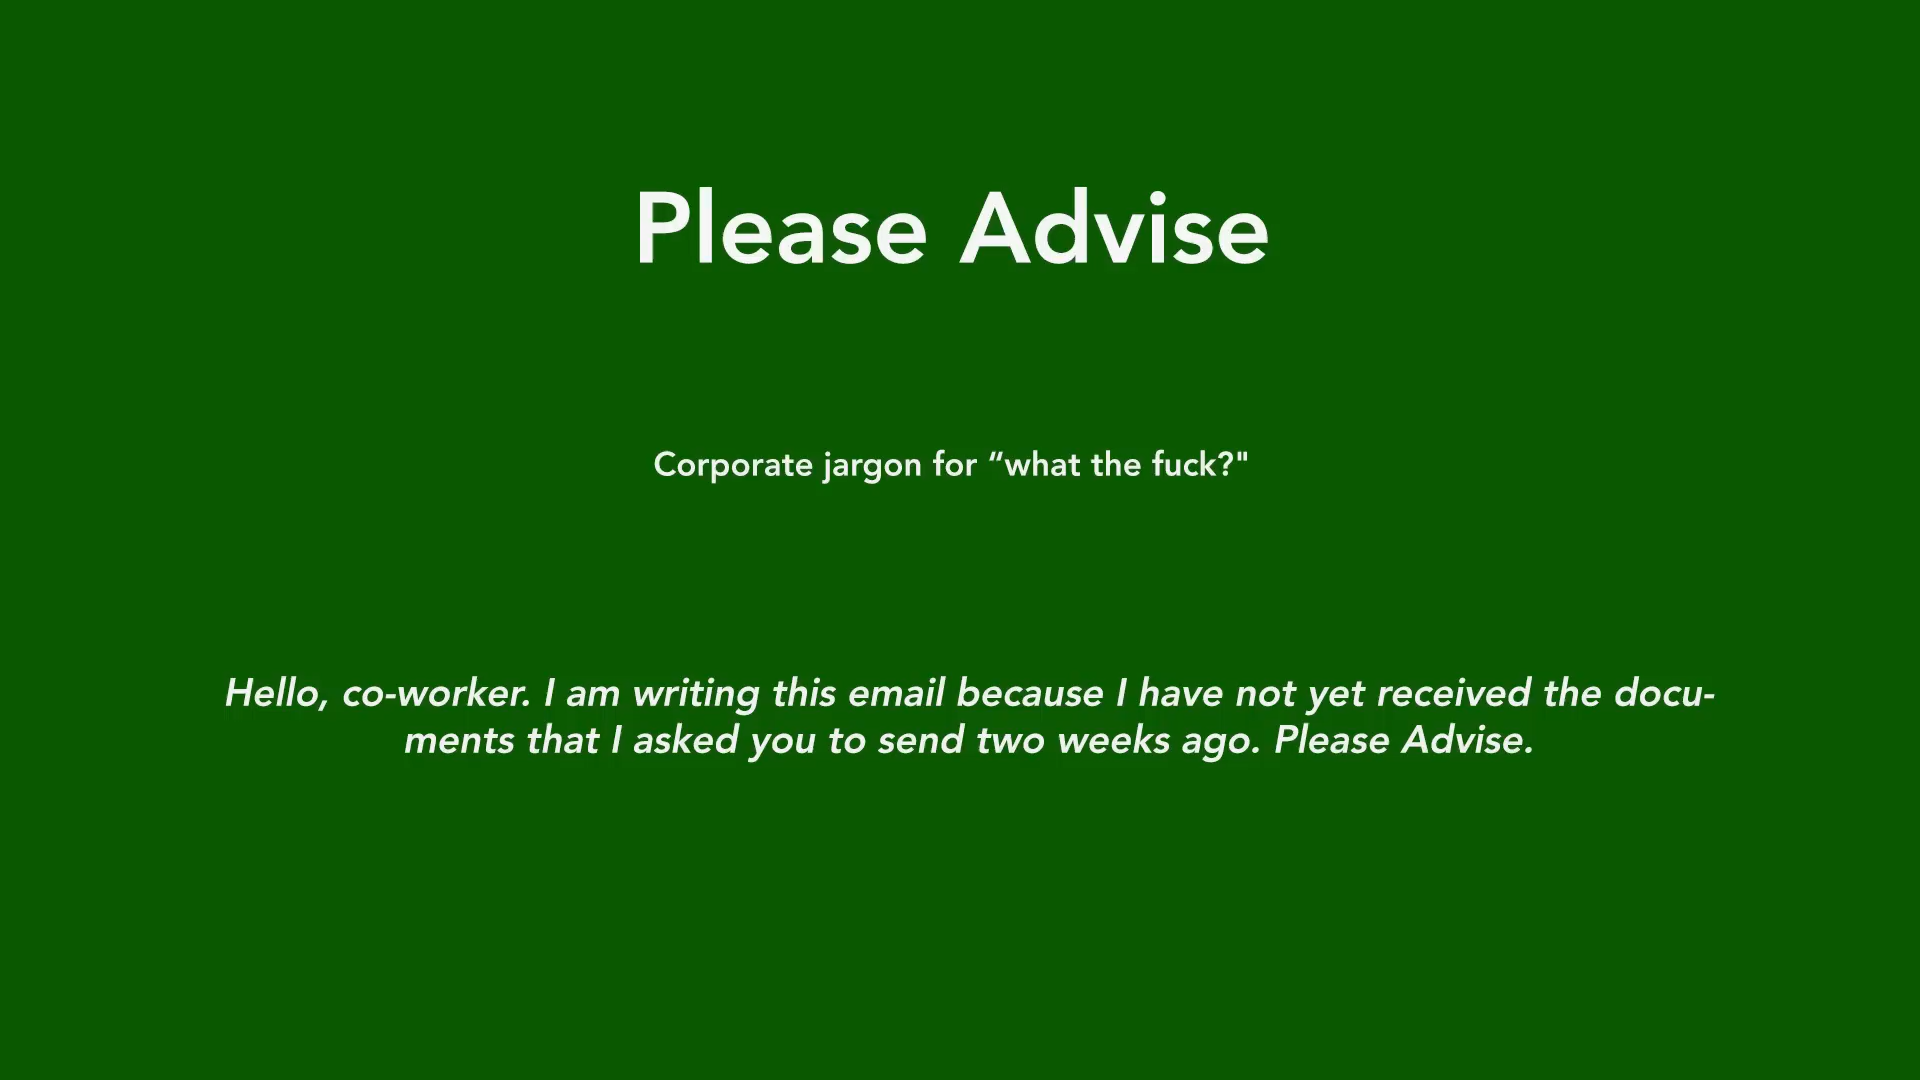 Please Advise
Corporate jargon for “what the fuck?"
Hello, co-worker. I am writing this email because I have not yet received the docu-
ments that I asked you to send two weeks ago. Please Advise.